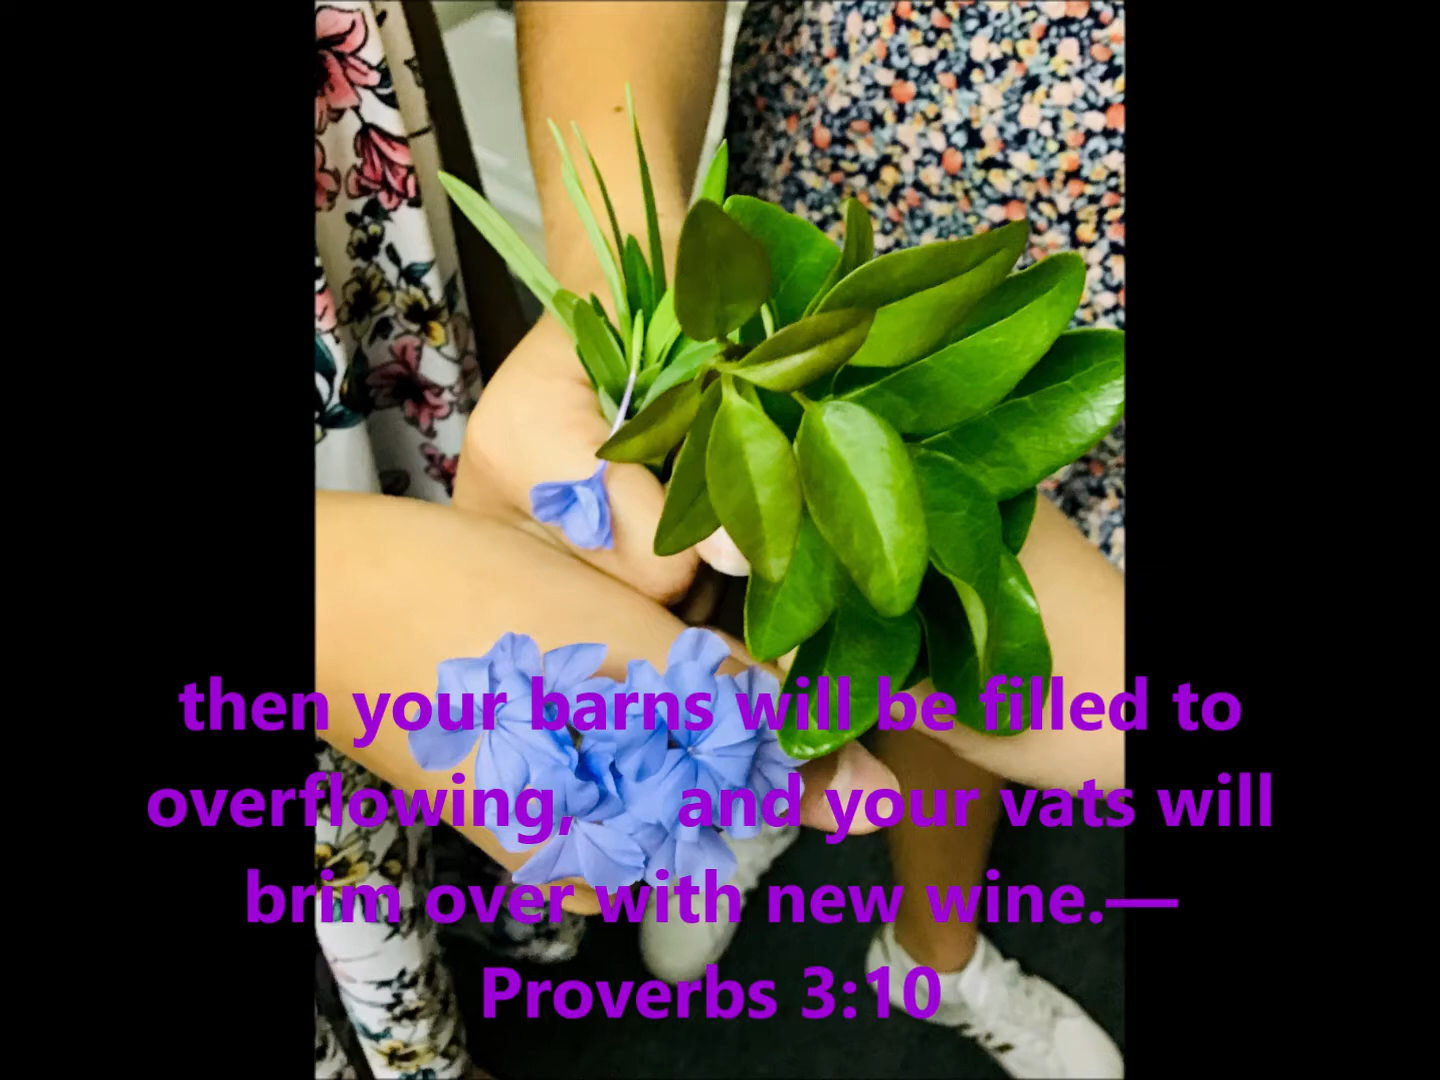 then your barns will be filled to
overflowing, and your vats will
brim over with new wine.—
Proverbs 3:10